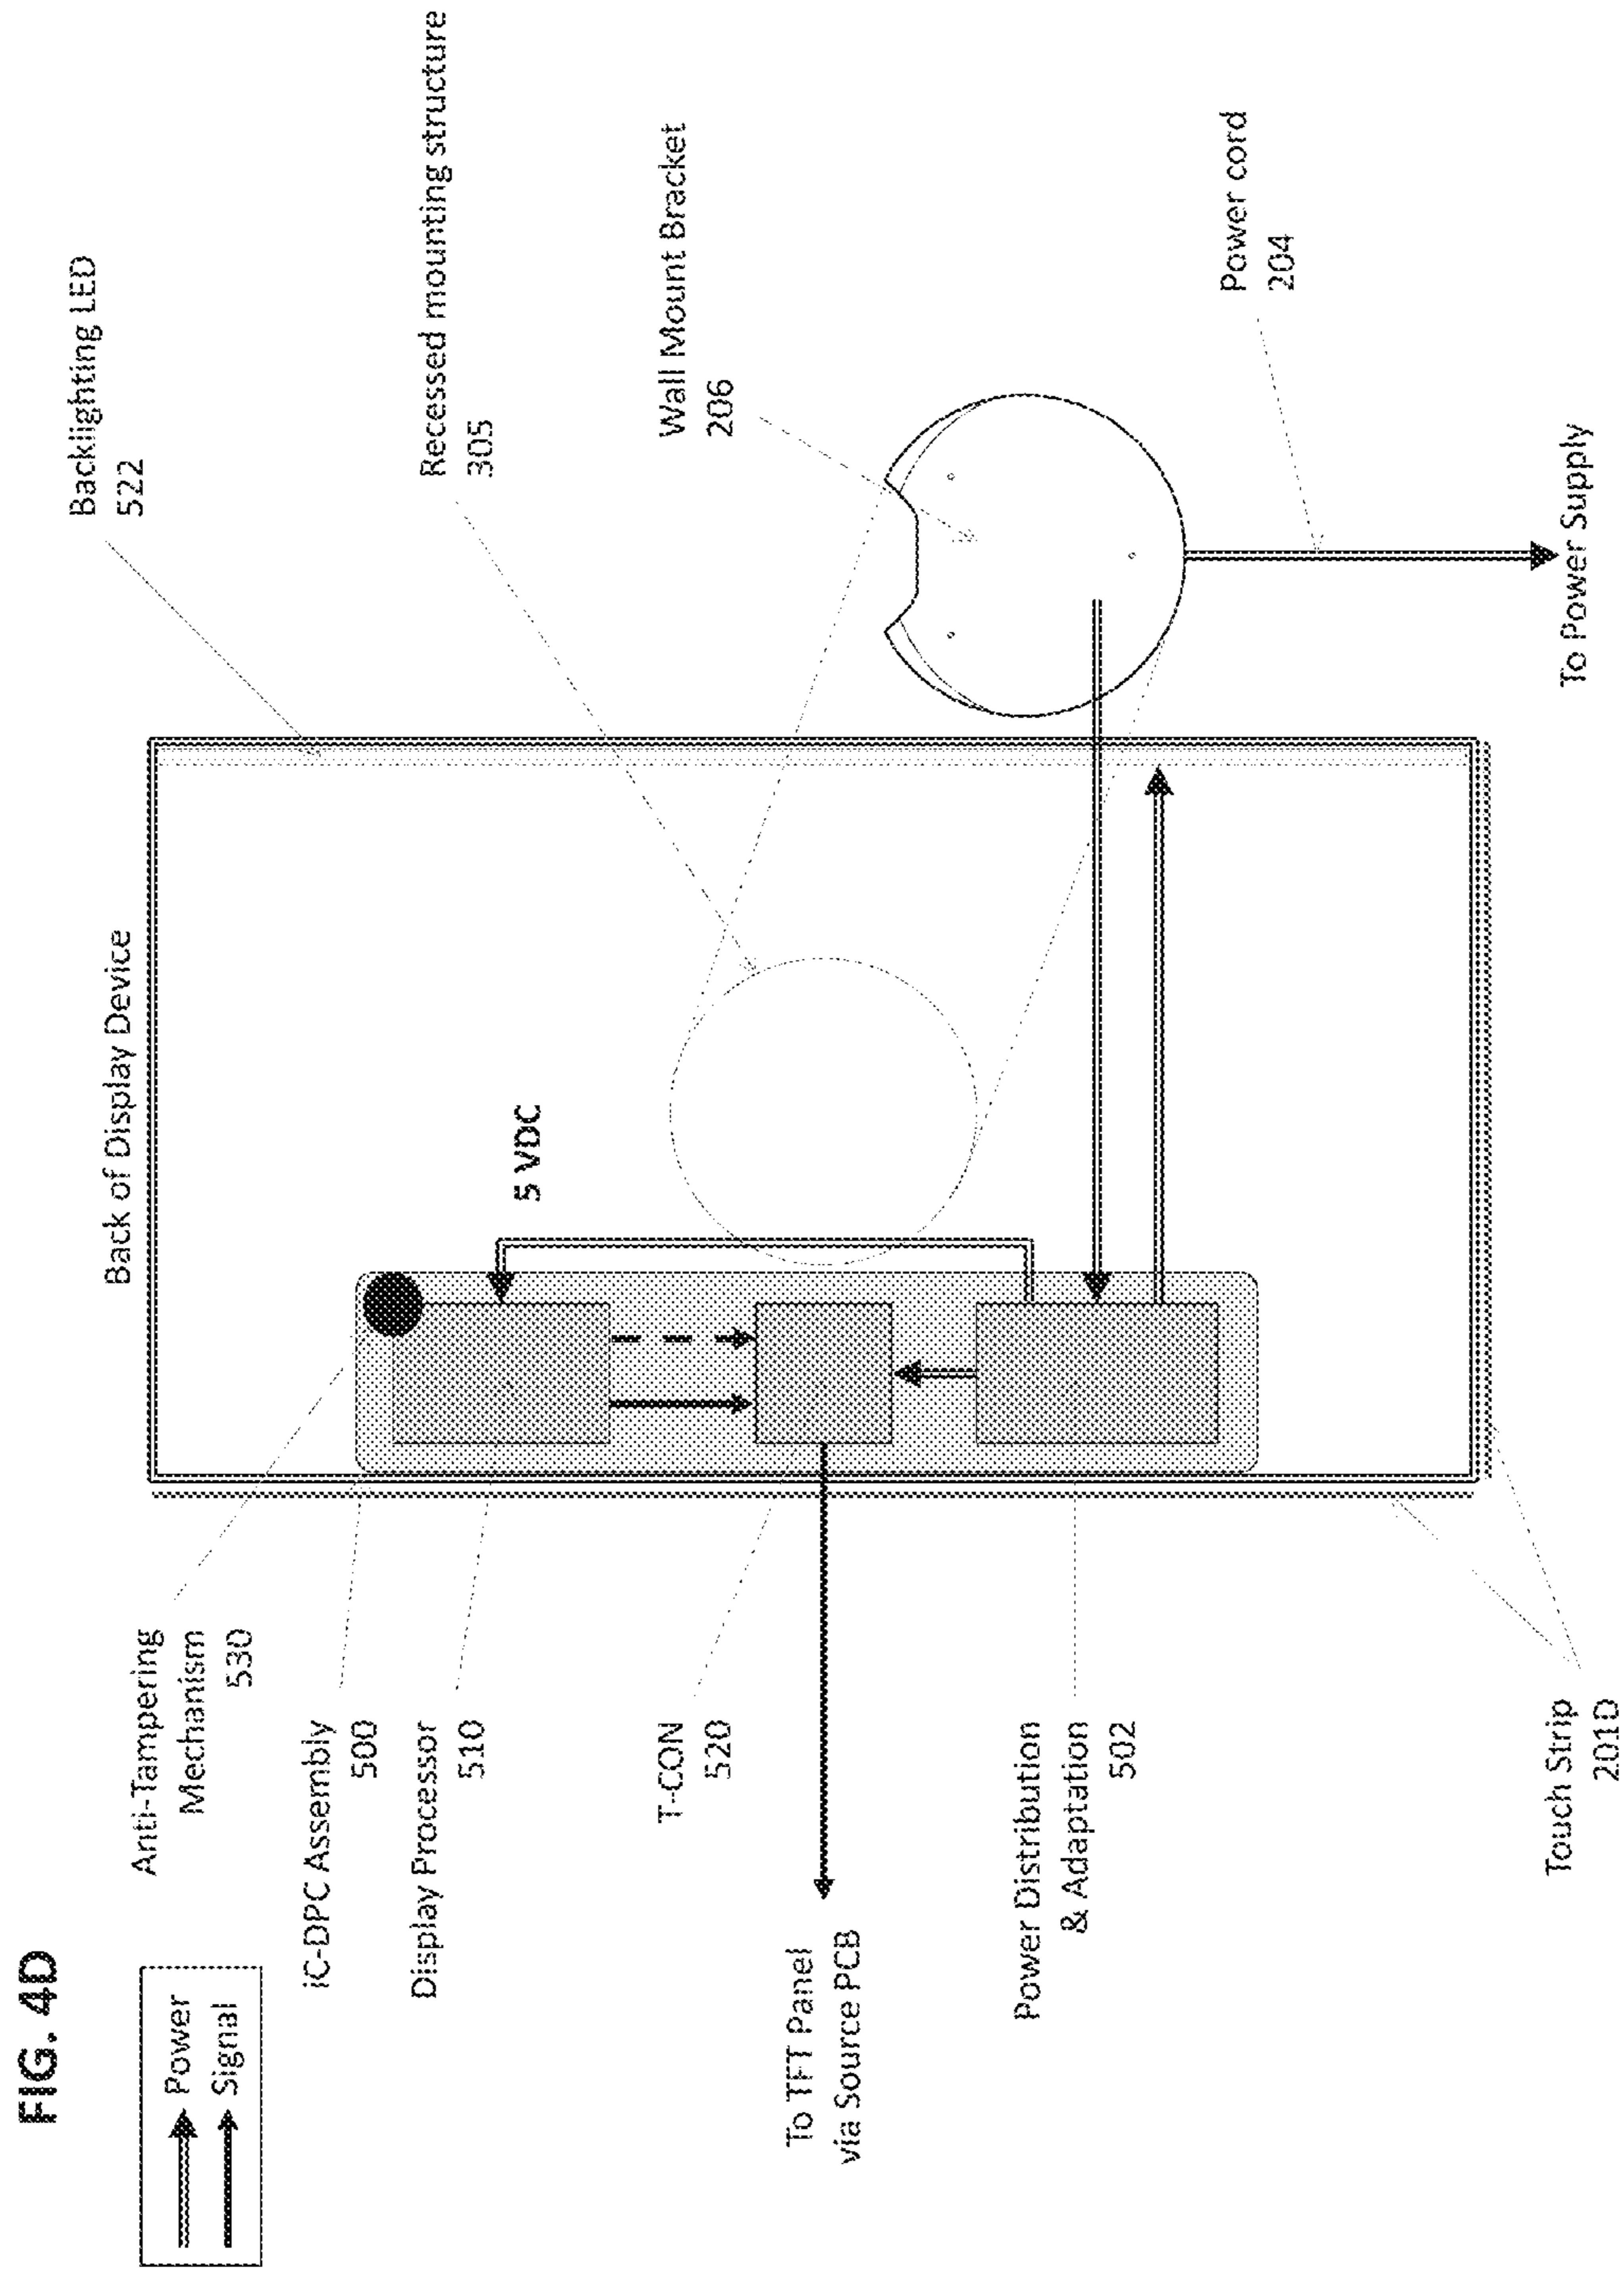 FIG. 4D
Power
Signal
Anti-Tampering
Mechanism
530
iC-DPC Assembly
500
Display Processor
510
T-CON
520
To TFT Panel
via Source PCB
Power Distribution
& Adaptation
502
Touch Strip
201D
Back of Display Device
5 VDC
Backlighting LED
522
Recessed mounting structure
305
Wall Mount Bracket
206
Power cord
204
To Power Supply